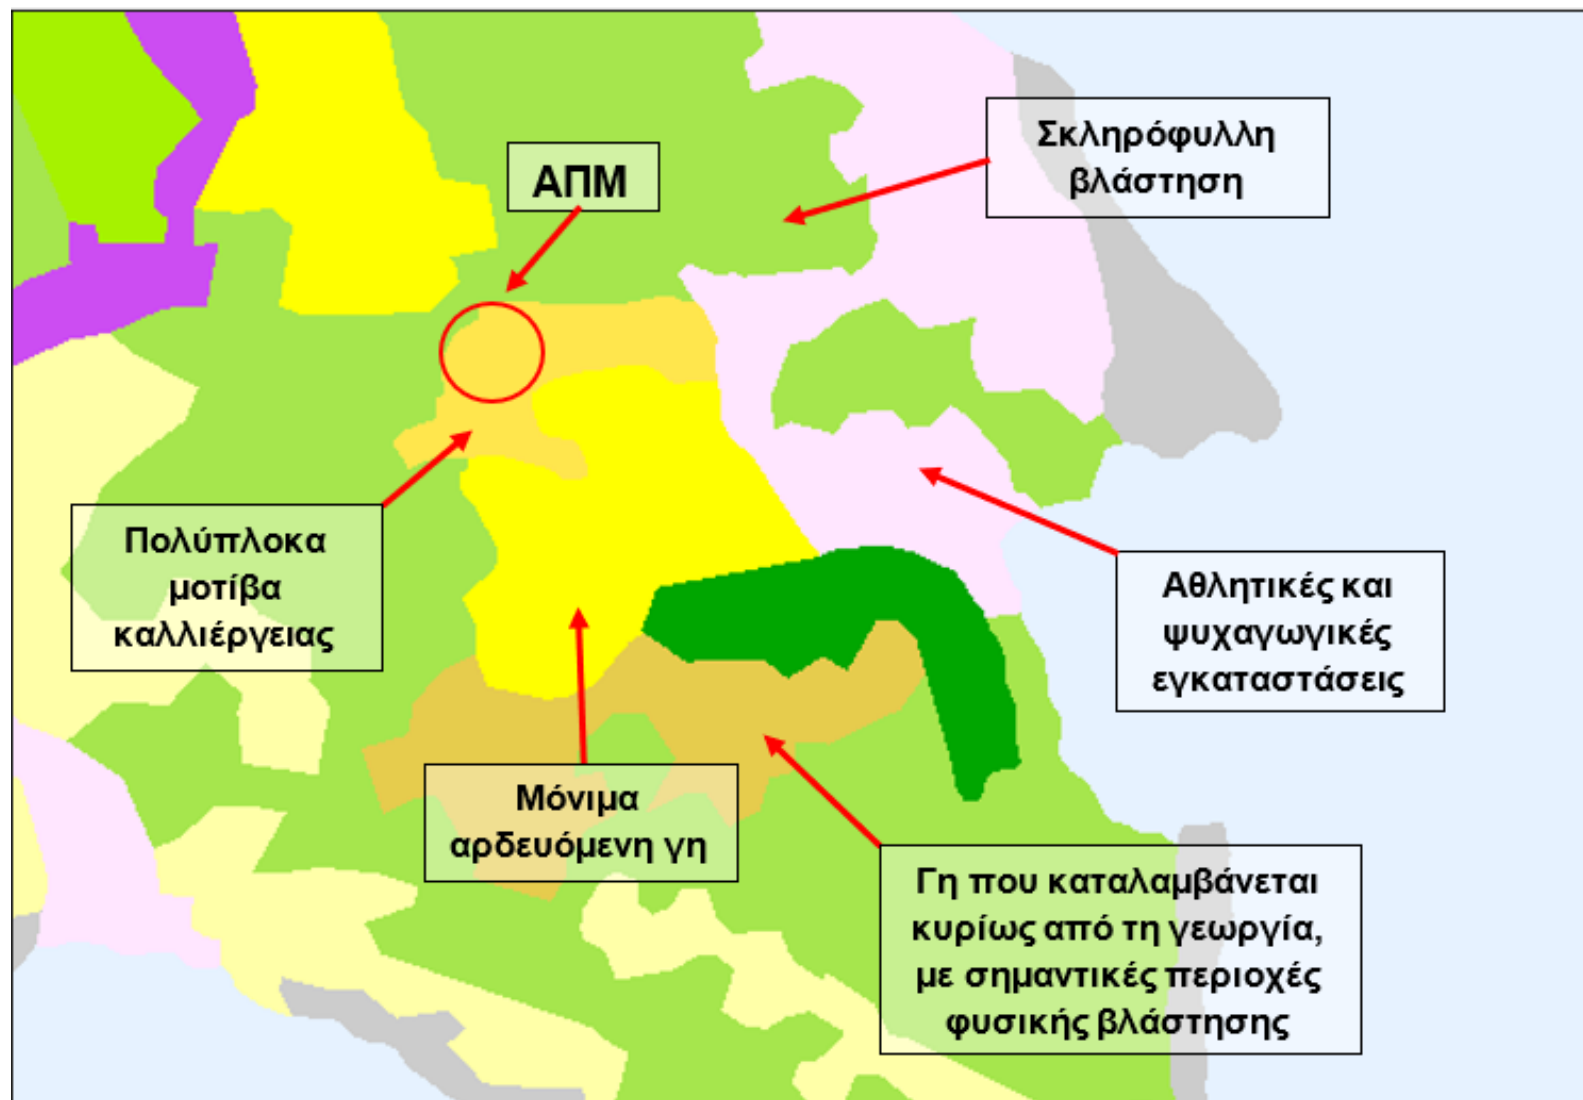 ΑΠΜ
Σκληρόφυλλη
βλάστηση
Πολύπλοκα
μοτίβα
καλλιέργειας
Αθλητικές και
ψυχαγωγικές
εγκαταστάσεις
Μόνιμα
αρδευόμενη γη
Γη που καταλαμβάνεται
κυρίως από τη γεωργία,
με σημαντικές περιοχές
φυσικής βλάστησης